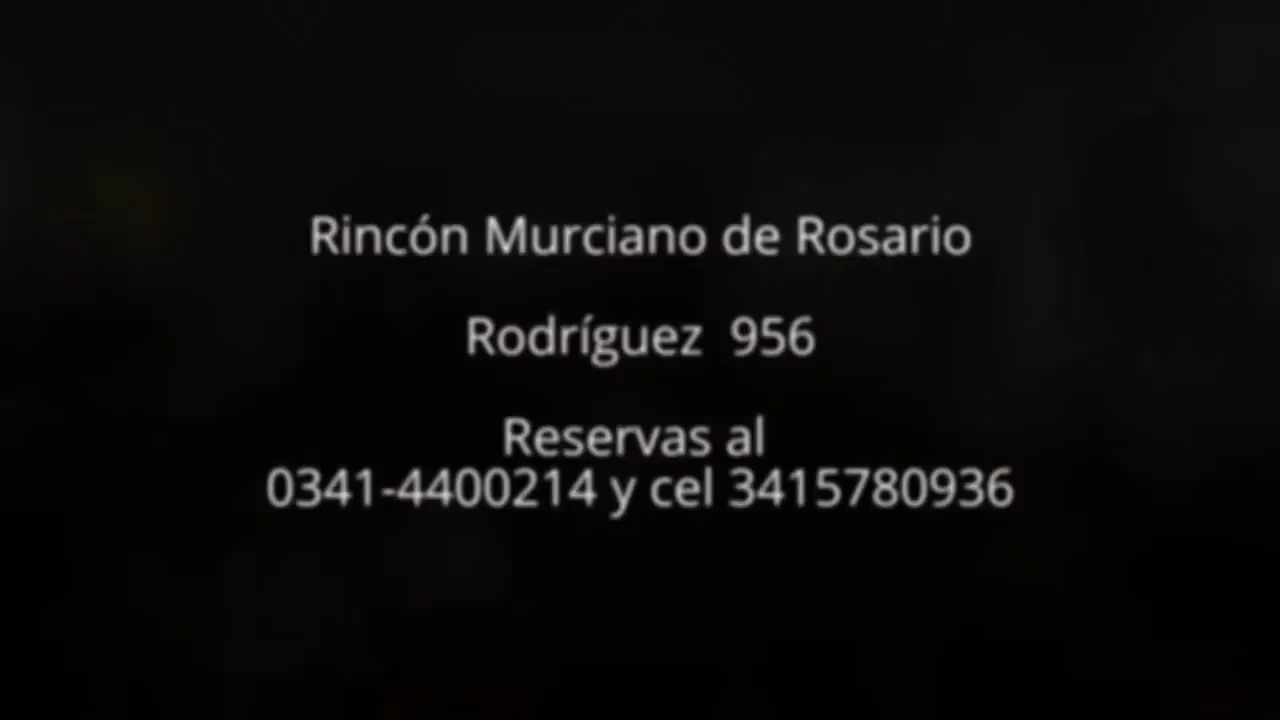 Rincón Murciano de Rosario
Rodríguez 956
Reservas al
0341-4400214 y cel 3415780936